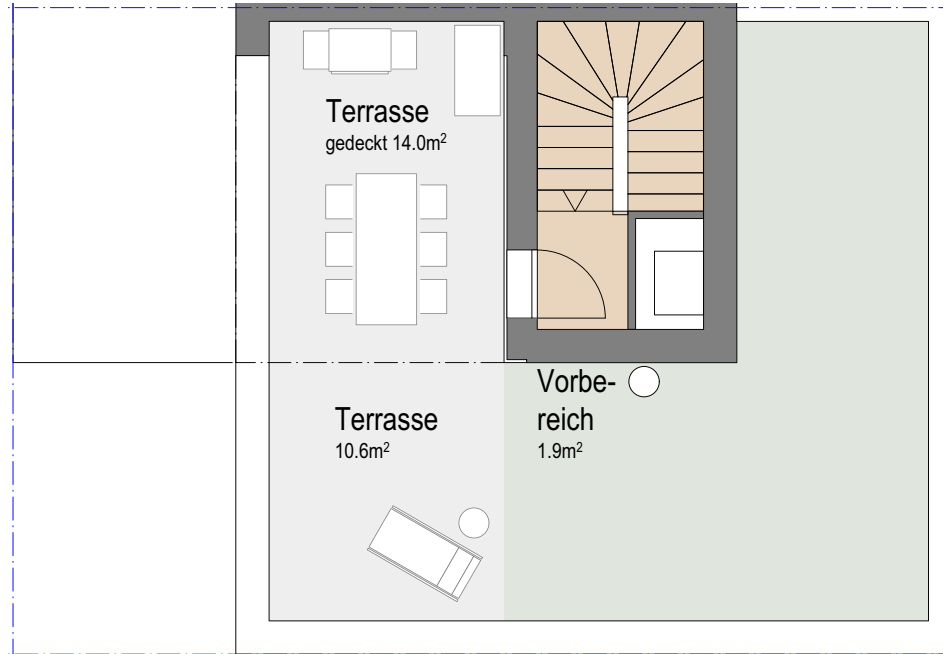 Terrasse
gedeckt 14.0m²
Vorbe-
reich
1.9m²
Terrasse
10.6m²